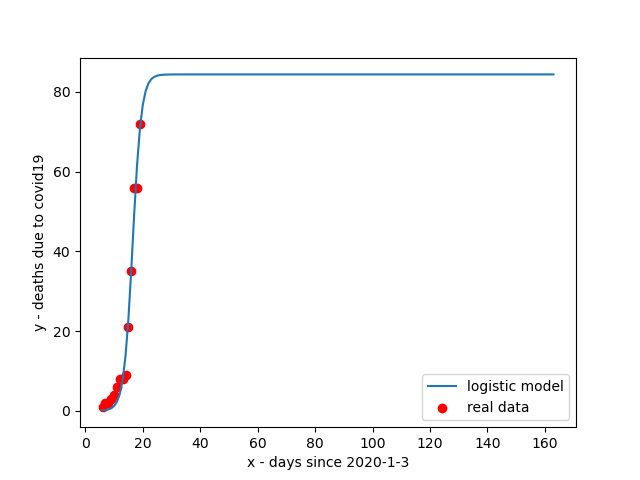 80
60
40
20
0
y - deaths due to covid19
0 20 40 60 80 100 120 140 160
x - days since 2020-1-3
logistic model
real data